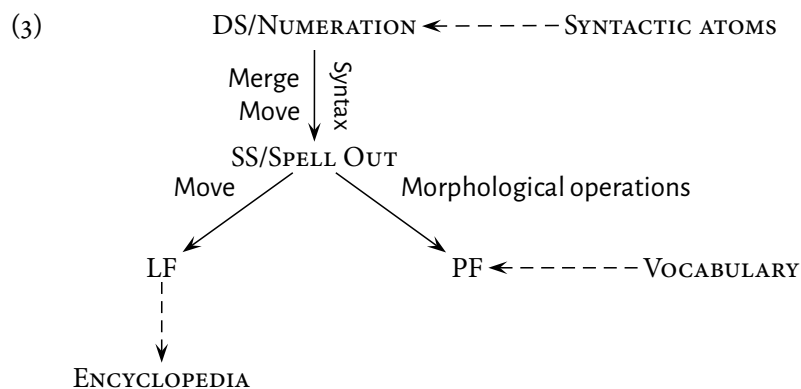 (3) DS/Numeration Syntactic atoms
Merge
Move
Syntax
SS/Spell Out
Move Morphological operations
LF PF Vocabulary
Encyclopedia